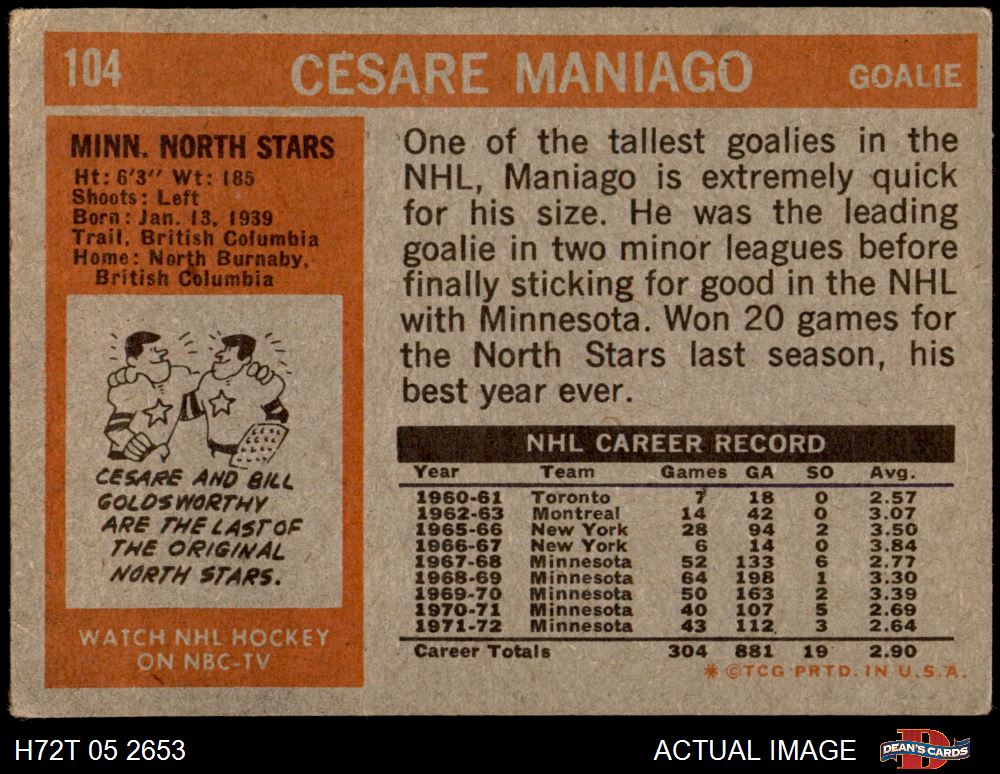 104 CESARE MANIAGO GOALIE
MINN. NORTH STARS
Ht: 6'3'' Wt: 185
Shoots: Left
Born: Jan. 13, 1939
Trail, British Columbia
Home: North Burnaby,
British Columbia
CESARE AND BILL
GOLDSWORTHY
ARE THE LAST OF
THE ORIGINAL
NORTH STARS.
WATCH NHL HOCKEY
ON NBC-TV
One of the tallest goalies in the
NHL, Maniago is extremely quick
for his size. He was the leading
goalie in two minor leagues before
finally sticking for good in the NHL
with Minnesota. Won 20 games for
the North Stars last season, his
best year ever.
NHL CAREER RECORD
Year Team Games GA SO Avg.
1960-61 Toronto 7 18 0 2.57
1962-63 Montreal 14 42 0 3.07
1965-66 New York 28 94 2 3.50
1966-67 New York 6 14 0 3.84
1967-68 Minnesota 52 133 6 2.77
1968-69 Minnesota 64 198 1 3.30
1969-70 Minnesota 50 163 2 3.39
1970-71 Minnesota 40 107 5 2.69
1971-72 Minnesota 43 112 3 2.64
Career Totals 304 881 19 2.90
* ©TCG PRTD. IN U.S.A.
H72T 05 2653 ACTUAL IMAGE D DEAN'S CARDS